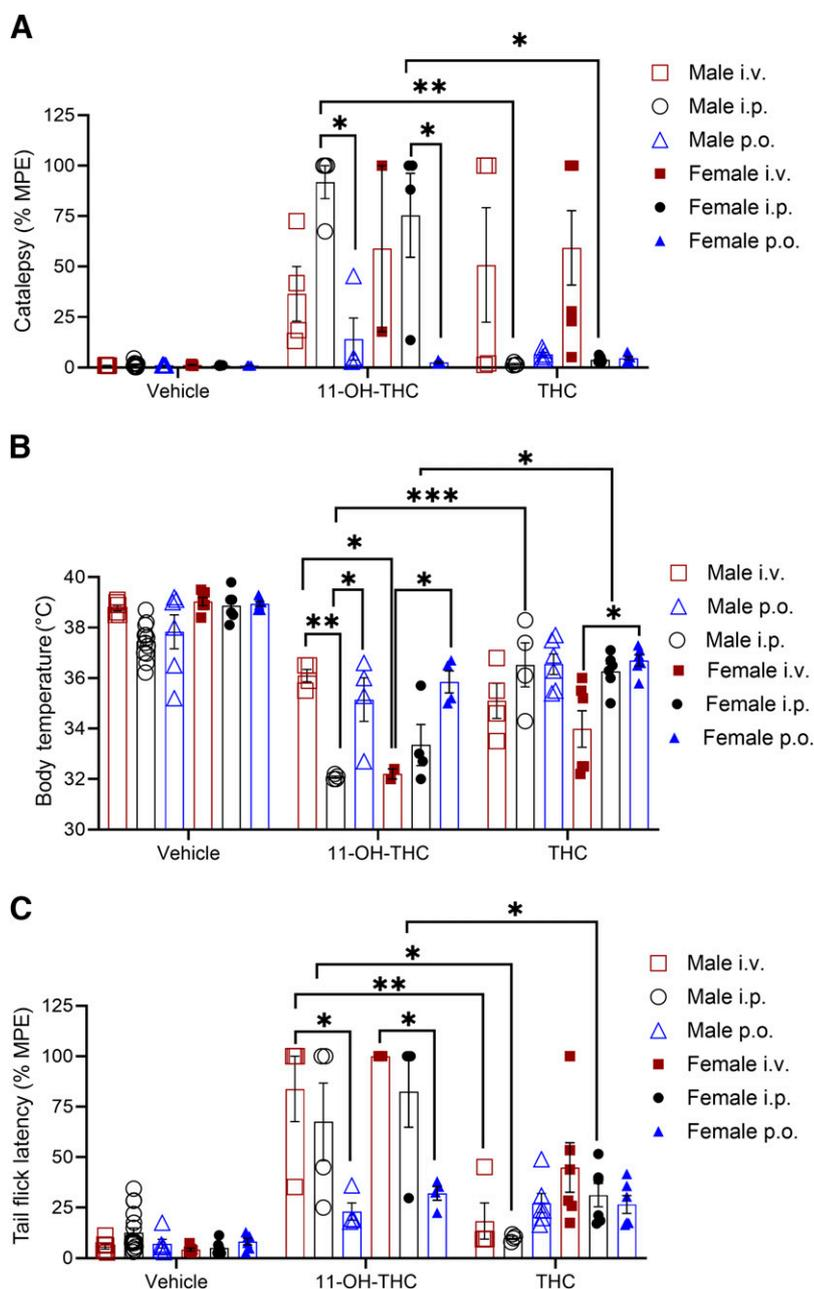 A
*
**
*
*
125
100
75
50
25
0
Catalepsy (% MPE)
Vehicle
11-OH-THC
THC
Male i.v.
Male i.p.
Male p.o.
Female i.v.
Female i.p.
Female p.o.
B
*
***
*
*
*
**
*
40
38
36
34
32
30
Body temperature (°C)
Vehicle
11-OH-THC
THC
Male i.v.
Male p.o.
Male i.p.
Female i.v.
Female i.p.
Female p.o.
C
*
*
**
*
*
125
100
75
50
25
0
Tail flick latency (% MPE)
Vehicle
11-OH-THC
THC
Male i.v.
Male i.p.
Male p.o.
Female i.v.
Female i.p.
Female p.o.